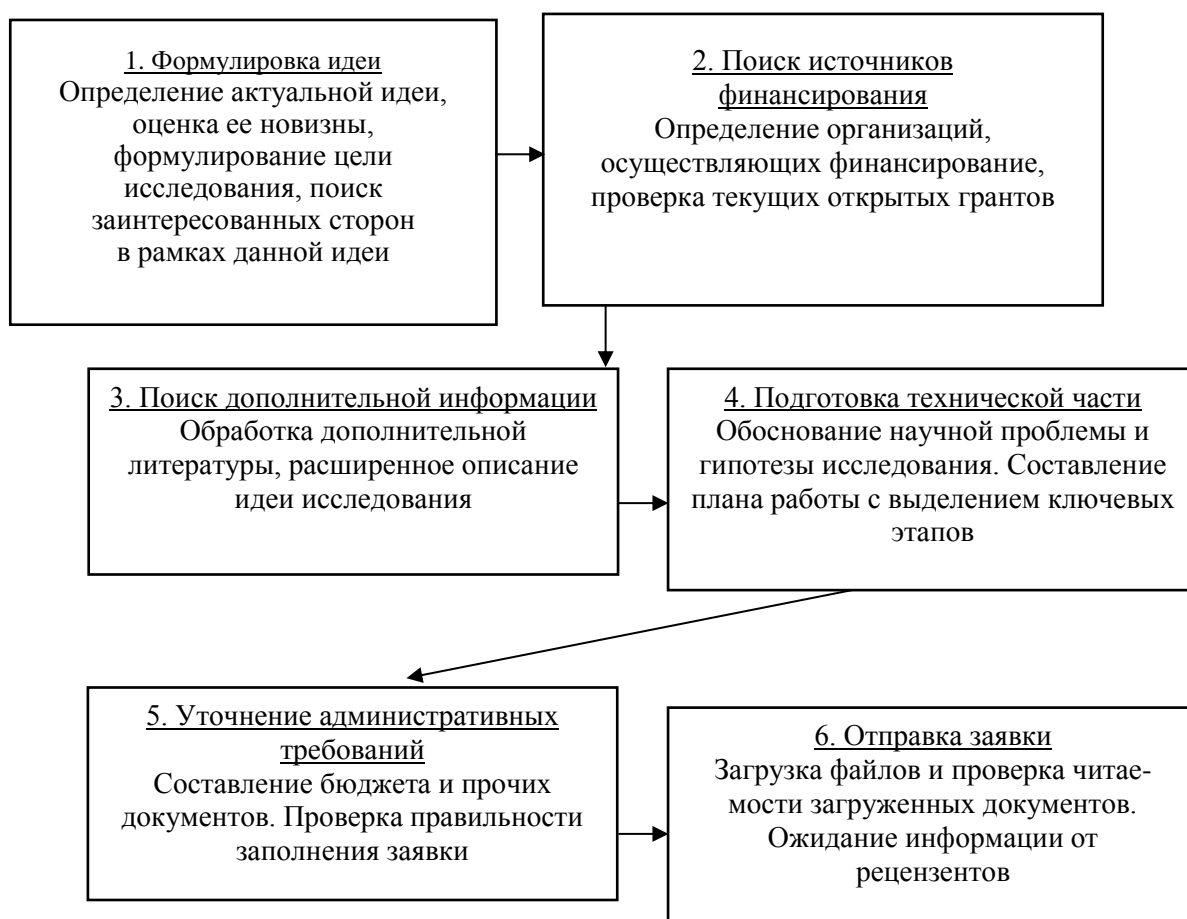 1. Формулировка идеи
Определение актуальной идеи,
оценка ее новизны,
формулирование цели
исследования, поиск
заинтересованных сторон
в рамках данной идеи
2. Поиск источников
финансирования
Определение организаций,
осуществляющих финансирование,
проверка текущих открытых грантов
3. Поиск дополнительной информации
Обработка дополнительной
литературы, расширенное описание
идеи исследования
4. Подготовка технической части
Обоснование научной проблемы и
гипотезы исследования. Составление
плана работы с выделением ключевых
этапов
5. Уточнение административных
требований
Составление бюджета и прочих
документов. Проверка правильности
заполнения заявки
6. Отправка заявки
Загрузка файлов и проверка читае-
мости загруженных документов.
Ожидание информации от
рецензентов